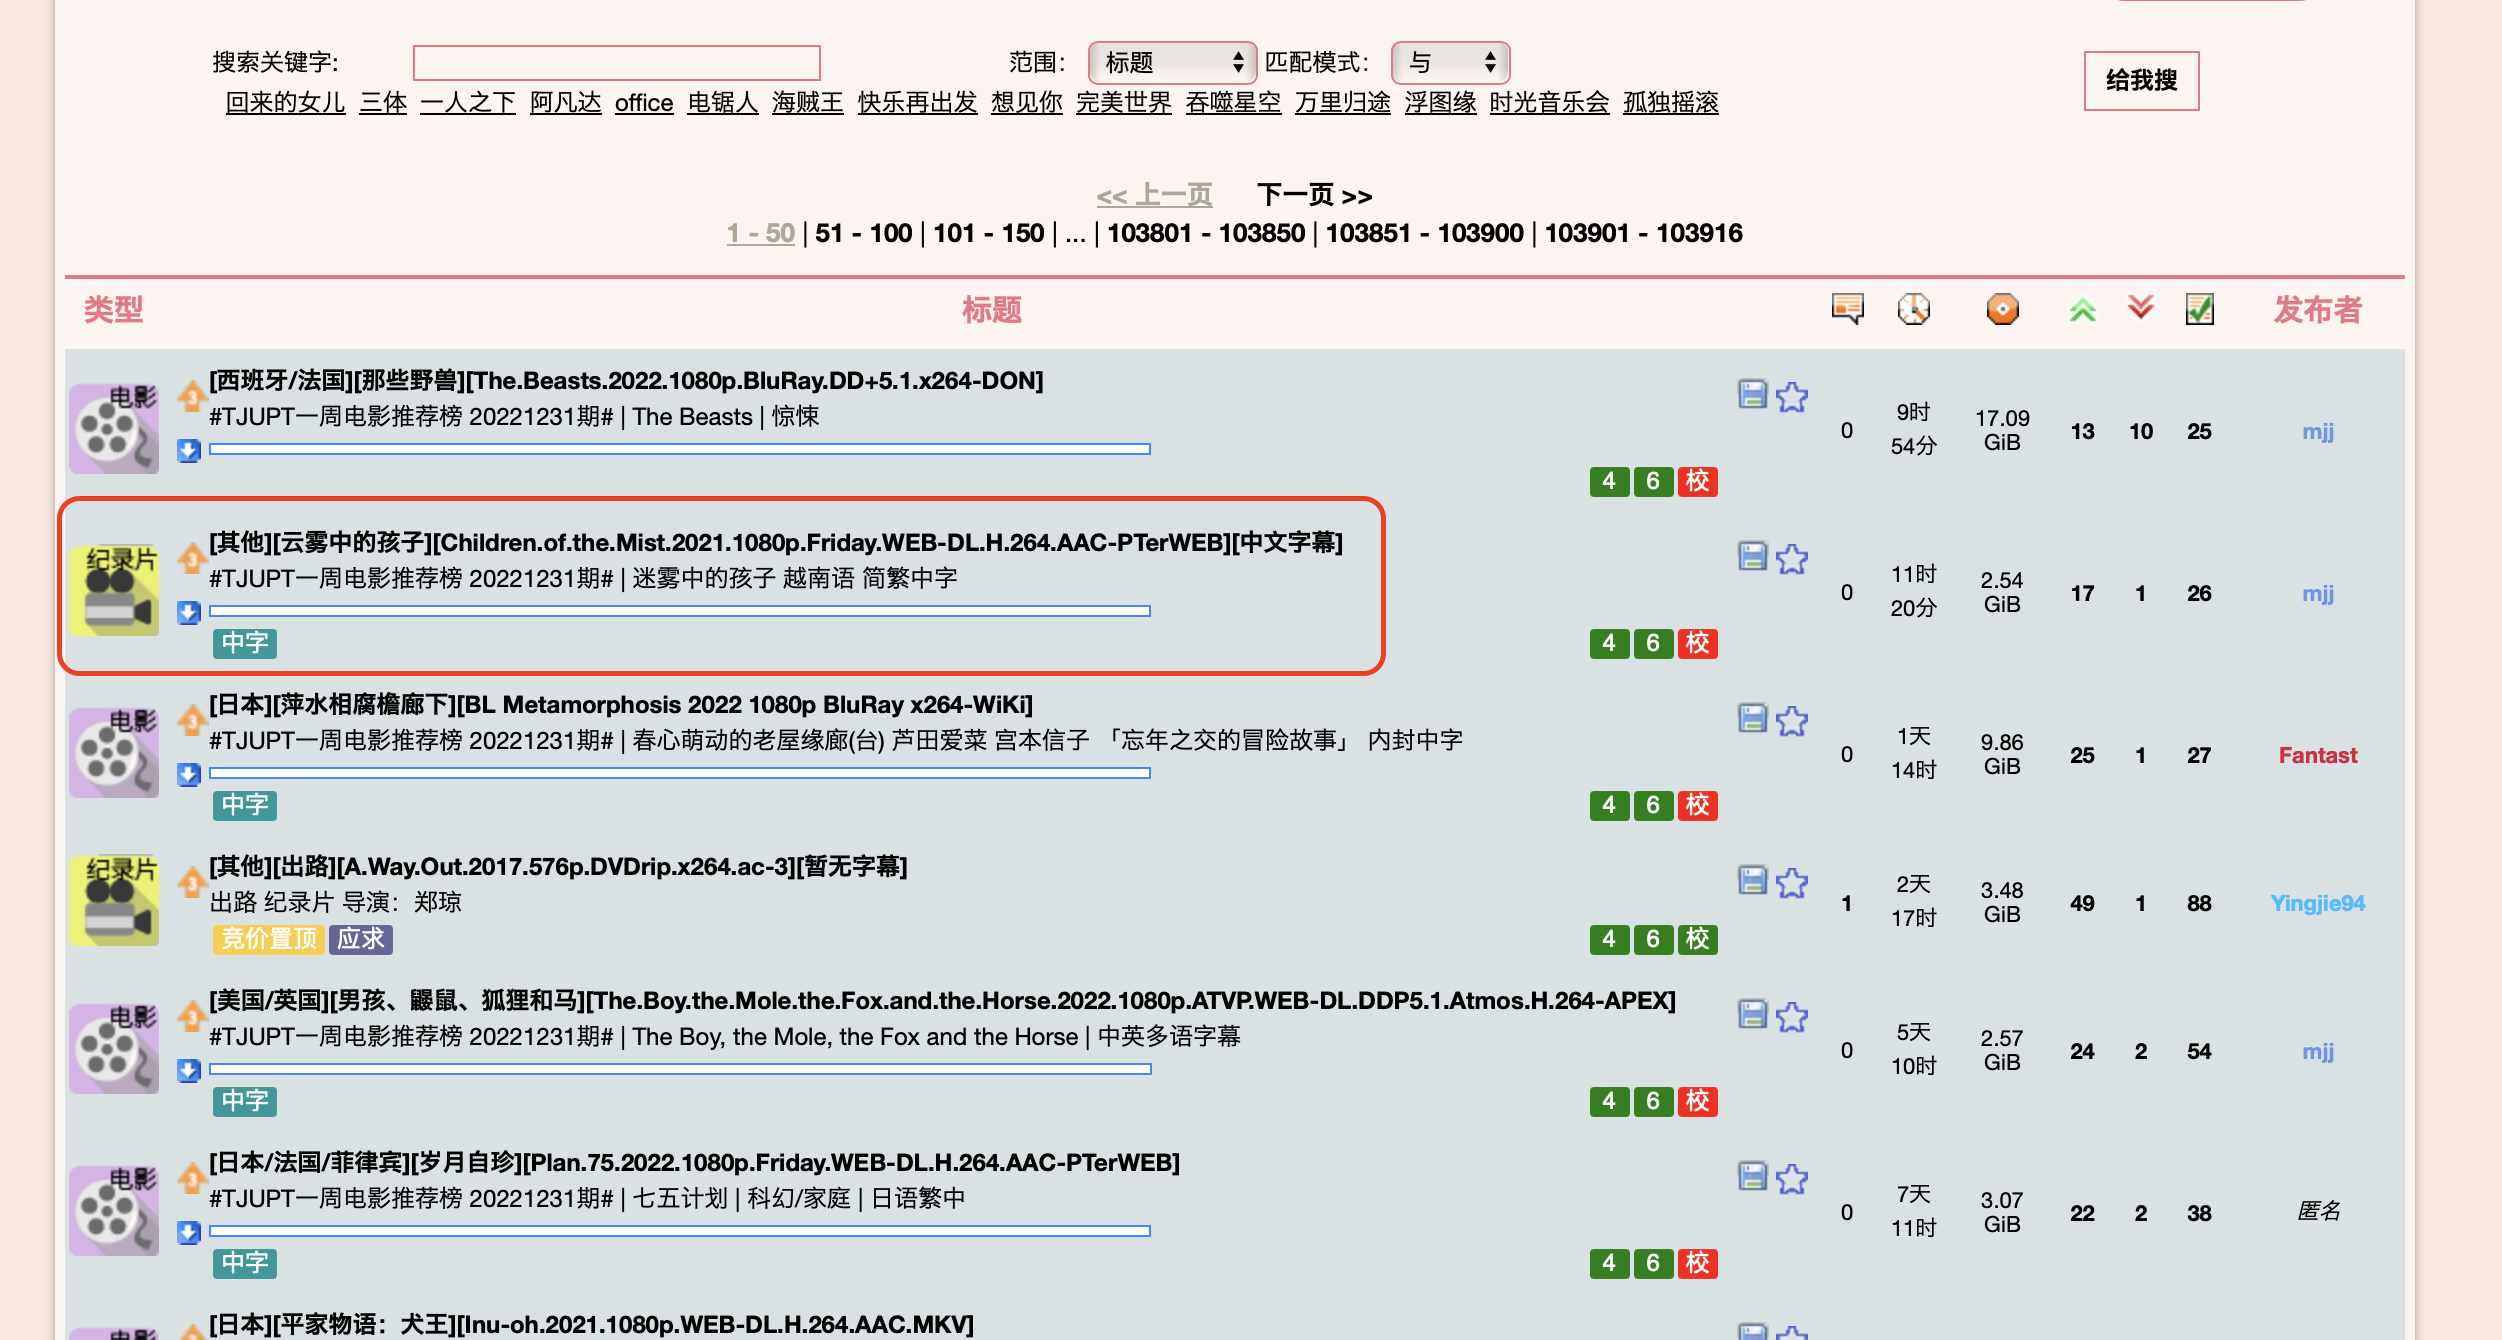 搜索关键字: 范围： 标题 匹配模式： 与 给我搜
回来的女儿 三体 一人之下 阿凡达 office 电锯人 海贼王 快乐再出发 想见你 完美世界 吞噬星空 万里归途 浮图缘 时光音乐会 孤独摇滚
<< 上一页 下一页 >>
1 - 50 | 51 - 100 | 101 - 150 | ... | 103801 - 103850 | 103851 - 103900 | 103901 - 103916
类型 标题 发布者
电影 3 [西班牙/法国][那些野兽][The.Beasts.2022.1080p.BluRay.DD+5.1.x264-DON]
#TJUPT一周电影推荐榜 20221231期# | The Beasts | 惊悚
0 9时54分 17.09 GiB 13 10 25 mjj
4 6 校
纪录片 3 [其他][云雾中的孩子][Children.of.the.Mist.2021.1080p.Friday.WEB-DL.H.264.AAC-PTerWEB][中文字幕]
#TJUPT一周电影推荐榜 20221231期# | 迷雾中的孩子 越南语 简繁中字
0 11时20分 2.54 GiB 17 1 26 mjj
中字 4 6 校
电影 3 [日本][萍水相腐檐廊下][BL Metamorphosis 2022 1080p BluRay x264-WiKi]
#TJUPT一周电影推荐榜 20221231期# | 春心萌动的老屋缘廊(台) 芦田爱菜 宫本信子 「忘年之交的冒险故事」 内封中字
0 1天14时 9.86 GiB 25 1 27 Fantast
中字 4 6 校
纪录片 3 [其他][出路][A.Way.Out.2017.576p.DVDrip.x264.ac-3][暂无字幕]
出路 纪录片 导演：郑琼
1 2天17时 3.48 GiB 49 1 88 Yingjie94
竞价置顶 应求 4 6 校
电影 3 [美国/英国][男孩、鼹鼠、狐狸和马][The.Boy.the.Mole.the.Fox.and.the.Horse.2022.1080p.ATVP.WEB-DL.DDP5.1.Atmos.H.264-APEX]
#TJUPT一周电影推荐榜 20221231期# | The Boy, the Mole, the Fox and the Horse | 中英多语字幕
0 5天10时 2.57 GiB 24 2 54 mjj
中字 4 6 校
电影 3 [日本/法国/菲律宾][岁月自珍][Plan.75.2022.1080p.Friday.WEB-DL.H.264.AAC-PTerWEB]
#TJUPT一周电影推荐榜 20221231期# | 七五计划 | 科幻/家庭 | 日语繁中
0 7天11时 3.07 GiB 22 2 38 匿名
中字 4 6 校
电影 [日本][平家物语：犬王][Inu-oh.2021.1080p.WEB-DL.H.264.AAC.MKV]